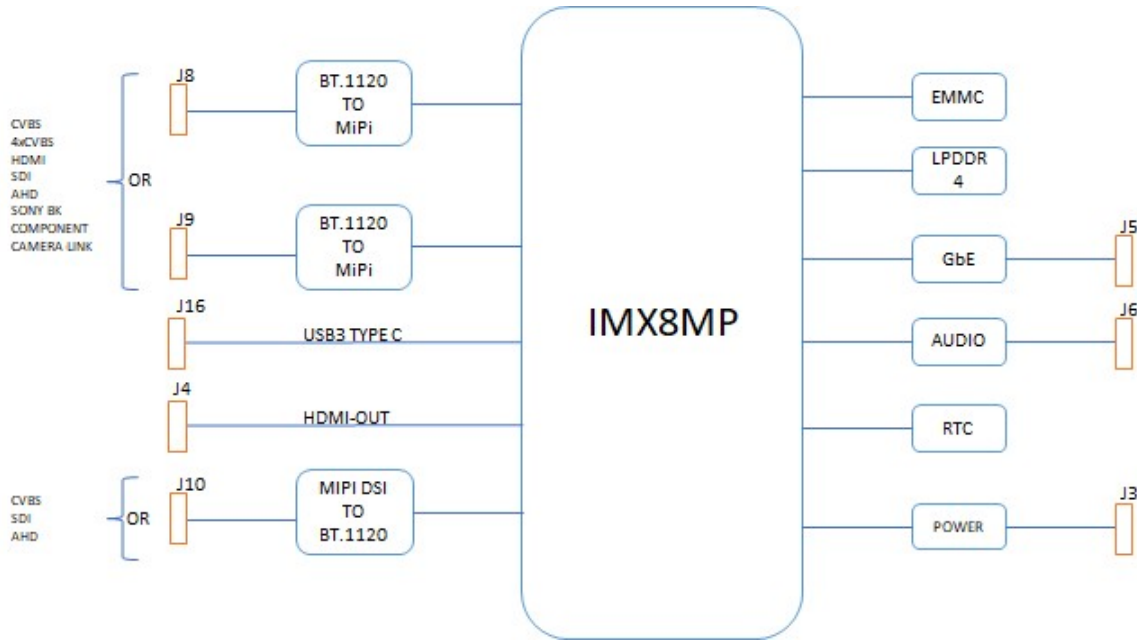 J8
BT.1120
TO
MiPi
CVBS
4xCVBS
HDMI
SDI
AHD
SONY BK
COMPONENT
CAMERA LINK
OR
J9
BT.1120
TO
MiPi
J16
USB3 TYPE C
J4
HDMI-OUT
J10
MIPI DSI
TO
BT.1120
CVBS
SDI
AHD
OR
IMX8MP
EMMC
LPDDR
4
GbE
J5
AUDIO
J6
RTC
POWER
J3